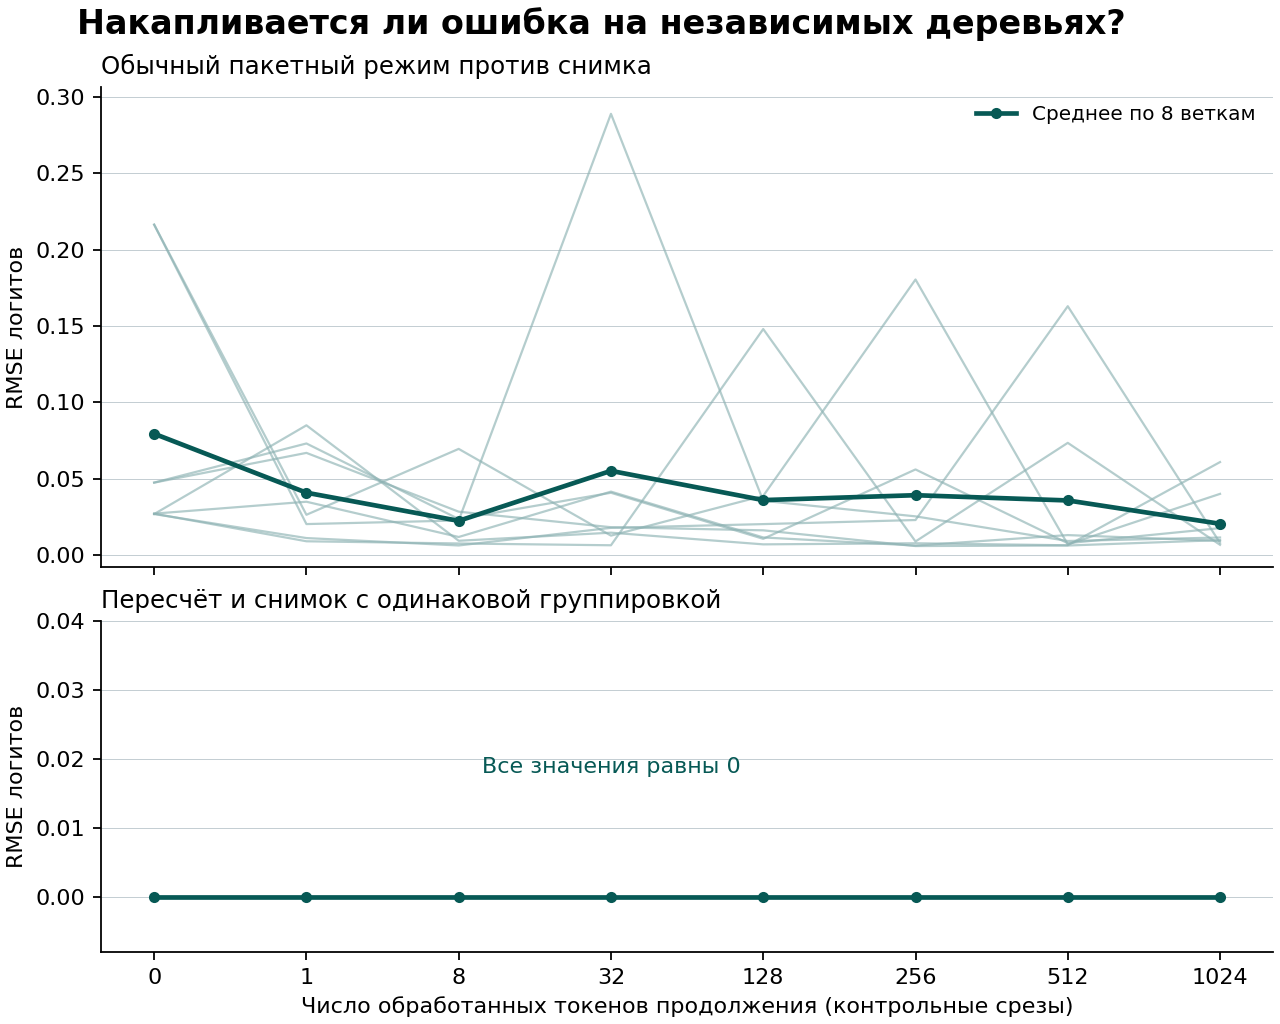 Накапливается ли ошибка на независимых деревьях?
Обычный пакетный режим против снимка
0.30
0.25
0.20
0.15
0.10
0.05
0.00
RMSE логитов
Среднее по 8 веткам
Пересчёт и снимок с одинаковой группировкой
0.04
0.03
0.02
0.01
0.00
RMSE логитов
Все значения равны 0
0 1 8 32 128 256 512 1024
Число обработанных токенов продолжения (контрольные срезы)